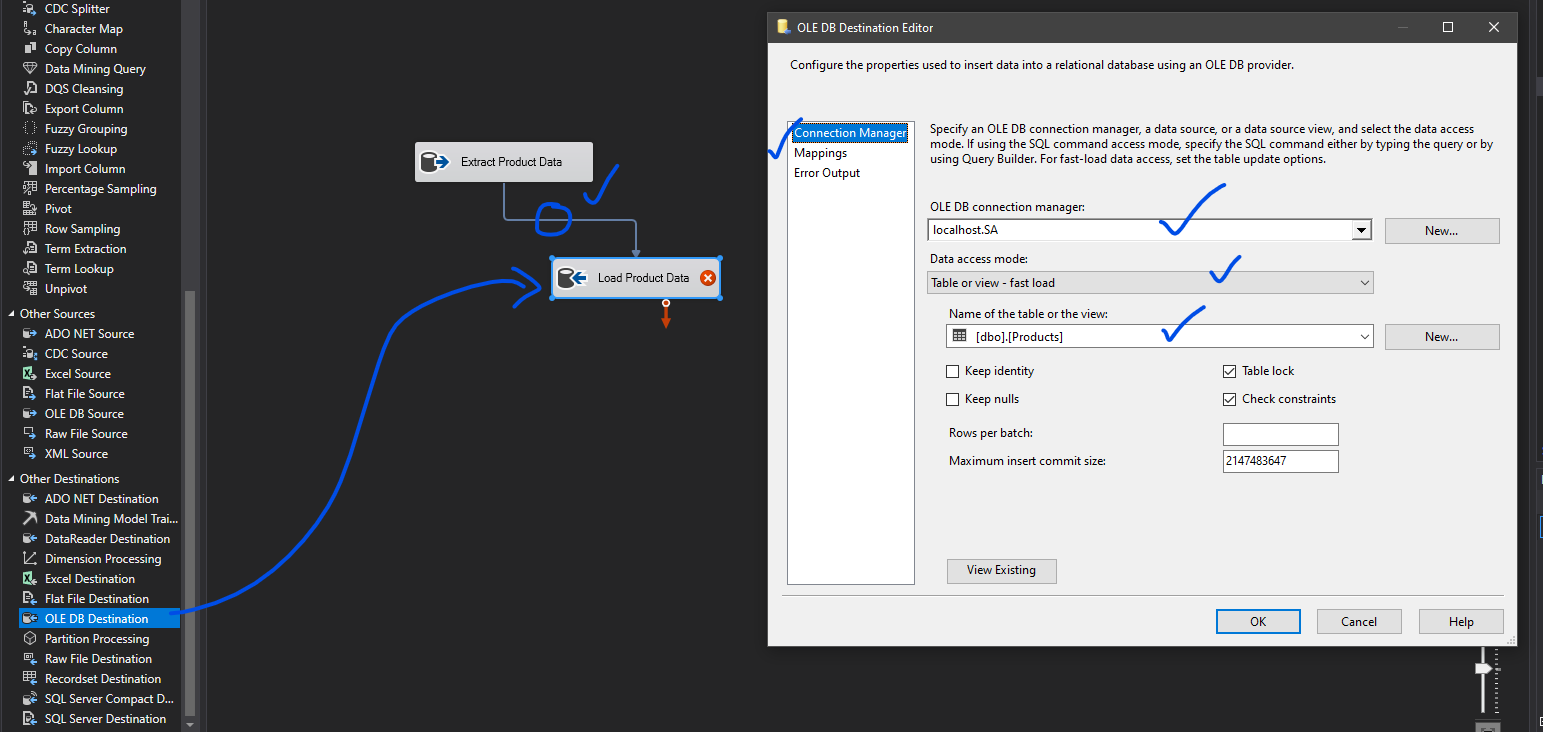 CDC Splitter
Character Map
Copy Column
Data Mining Query
DQS Cleansing
Export Column
Fuzzy Grouping
Fuzzy Lookup
Import Column
Percentage Sampling
Pivot
Row Sampling
Term Extraction
Term Lookup
Unpivot
Other Sources
ADO NET Source
CDC Source
Excel Source
Flat File Source
OLE DB Source
Raw File Source
XML Source
Other Destinations
ADO NET Destination
Data Mining Model Trai...
DataReader Destination
Dimension Processing
Excel Destination
Flat File Destination
OLE DB Destination
Partition Processing
Raw File Destination
Recordset Destination
SQL Server Compact D...
SQL Server Destination
Extract Product Data
Load Product Data
OLE DB Destination Editor
Configure the properties used to insert data into a relational database using an OLE DB provider.
Connection Manager
Mappings
Error Output
Specify an OLE DB connection manager, a data source, or a data source view, and select the data access
mode. If using the SQL command access mode, specify the SQL command either by typing the query or by
using Query Builder. For fast-load data access, set the table update options.
OLE DB connection manager:
localhost.SA
New...
Data access mode:
Table or view - fast load
Name of the table or the view:
[dbo].[Products]
New...
Keep identity
Table lock
Keep nulls
Check constraints
Rows per batch:
Maximum insert commit size:
2147483647
View Existing
OK
Cancel
Help